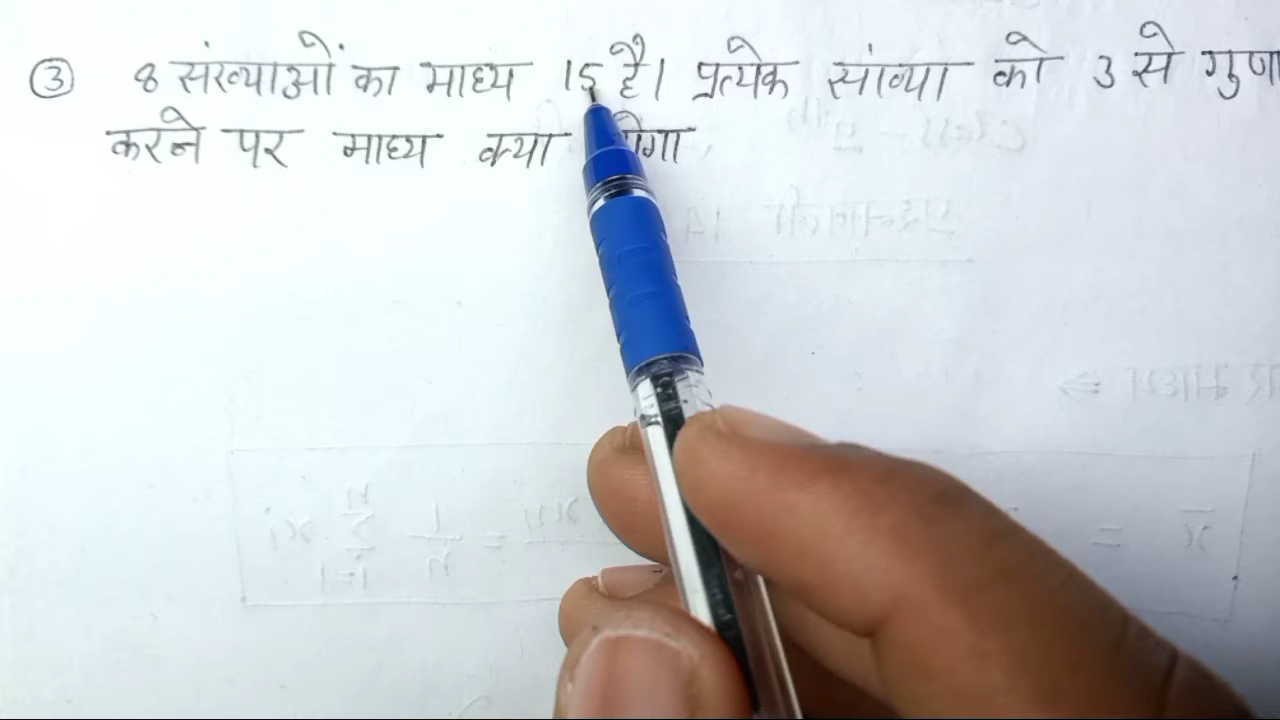 ③ 8 संख्याओं का माध्य 15 है। प्रत्येक सांख्या को 3 से गुणा
करने पर माध्य क्या